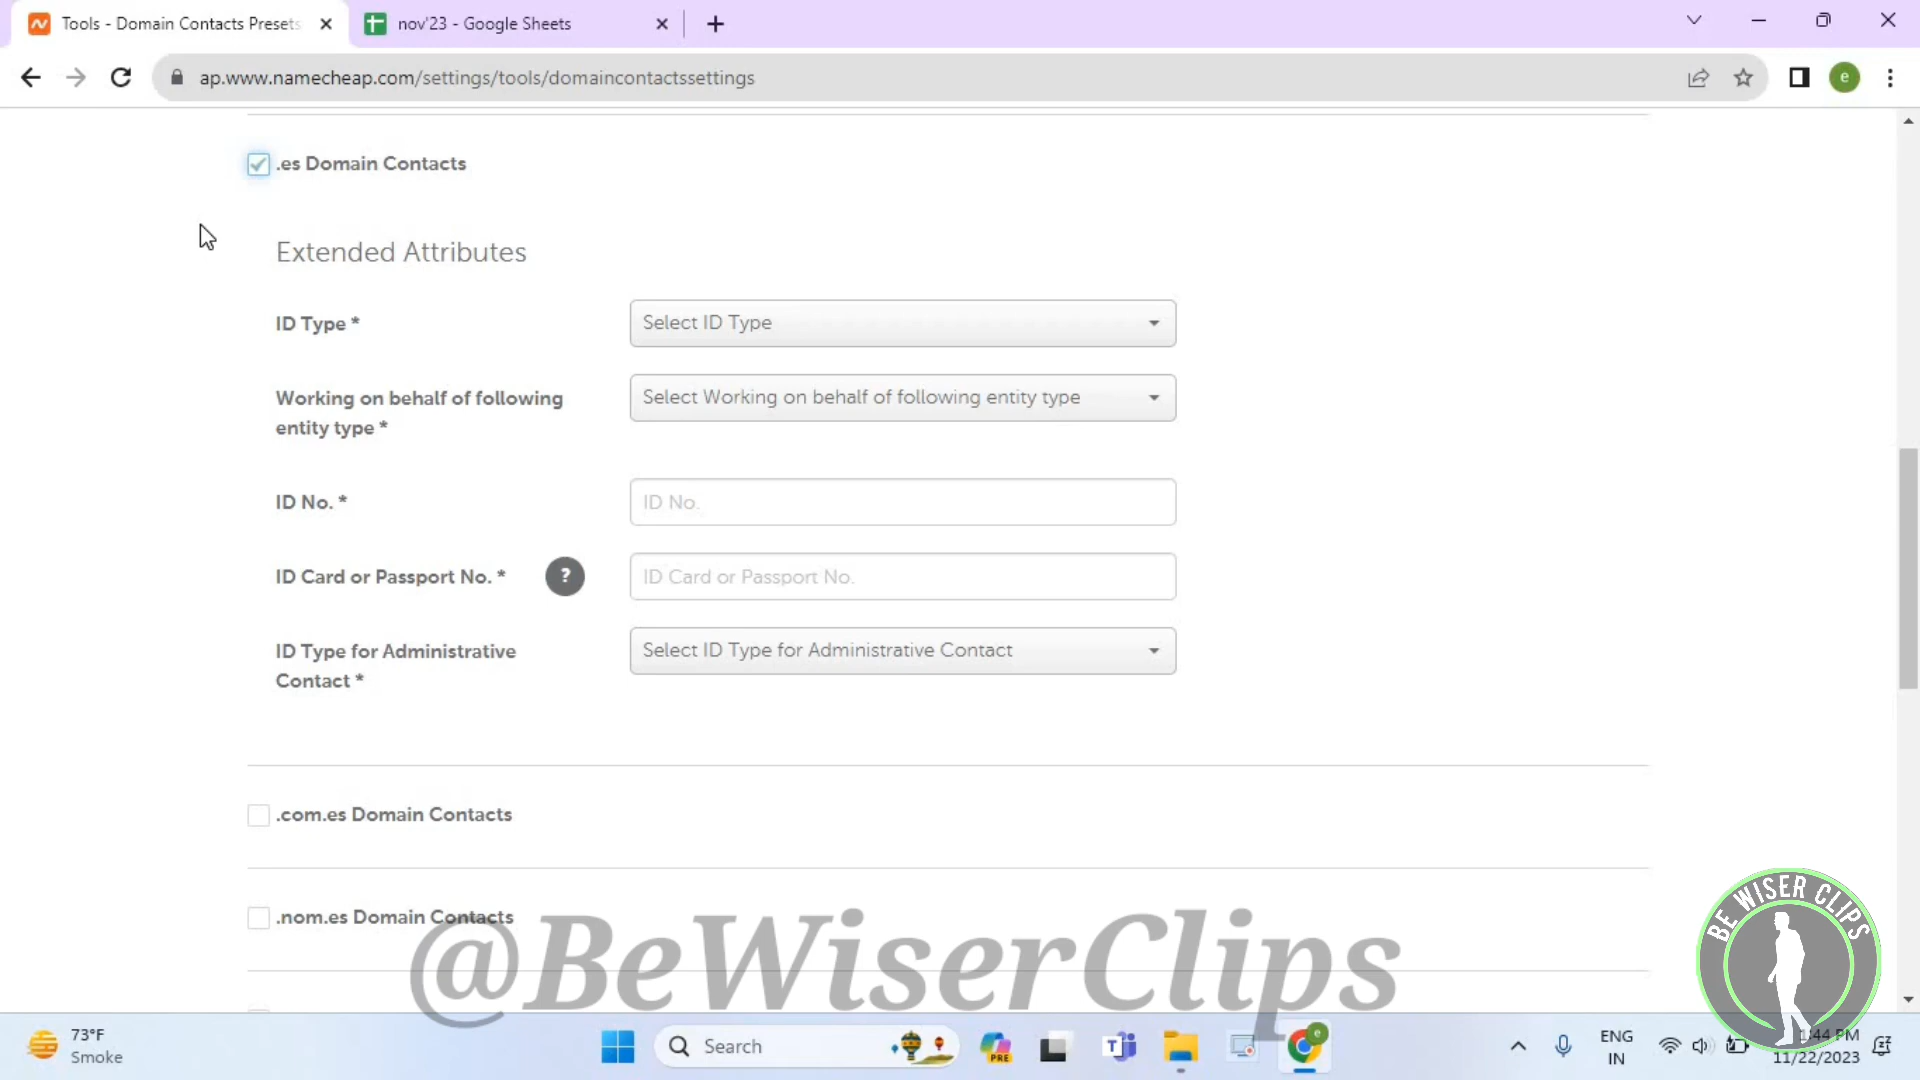 Tools - Domain Contacts Presets
nov'23 - Google Sheets
ap.www.namecheap.com/settings/tools/domaincontactssettings
e
.es Domain Contacts
Extended Attributes
ID Type *
Select ID Type
Working on behalf of following
entity type *
Select Working on behalf of following entity type
ID No. *
ID No.
ID Card or Passport No. *
?
ID Card or Passport No.
ID Type for Administrative
Contact *
Select ID Type for Administrative Contact
.com.es Domain Contacts
.nom.es Domain Contacts
@BeWiserClips
BE WISER CLIPS
73°F
Smoke
Search
PRE
T
e
ENG
IN
1:44 PM
11/22/2023